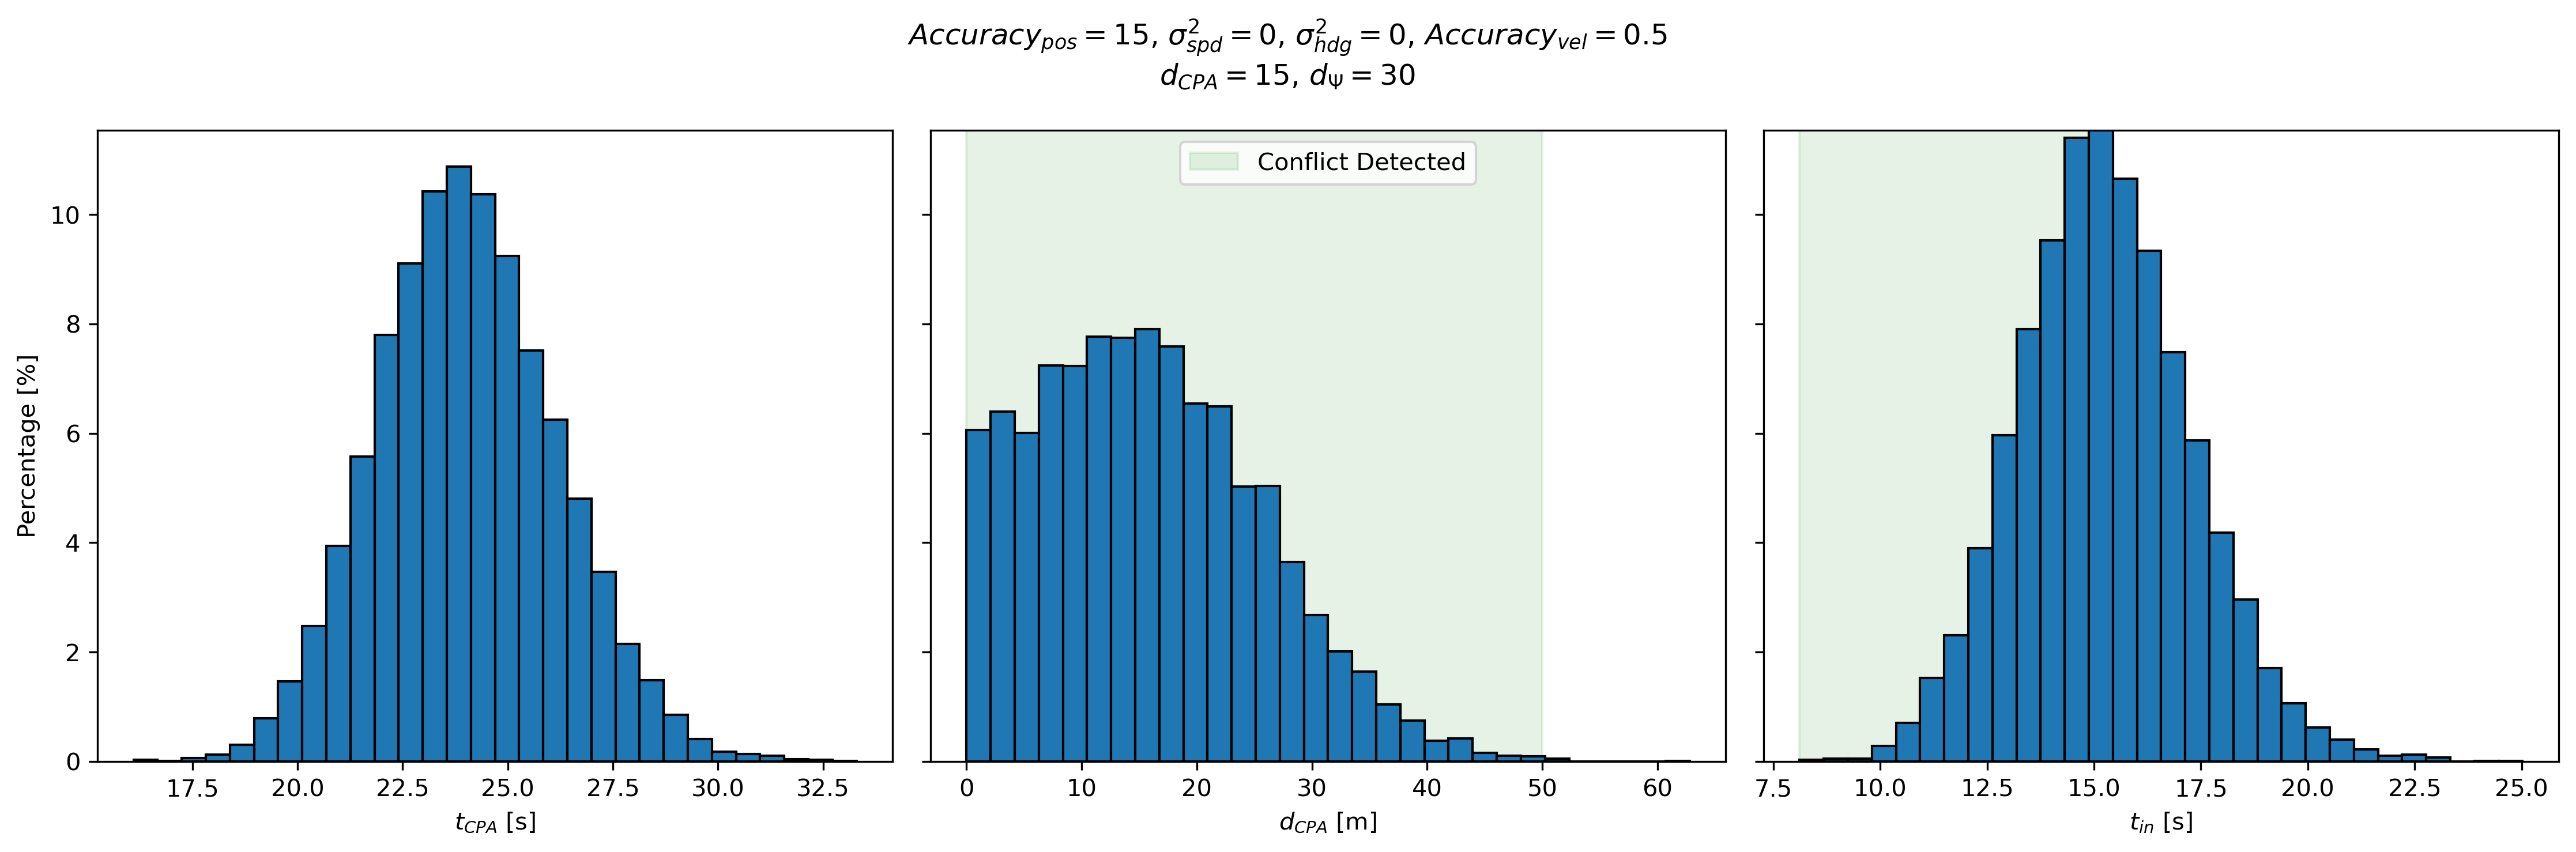 Accuracy_pos = 15, σ²_spd = 0, σ²_hdg = 0, Accuracy_vel = 0.5
d_CPA = 15, d_Ψ = 30
Percentage [%]
10
8
6
4
2
0
17.5 20.0 22.5 25.0 27.5 30.0 32.5
t_CPA [s]
Conflict Detected
0 10 20 30 40 50 60
d_CPA [m]
7.5 10.0 12.5 15.0 17.5 20.0 22.5 25.0
t_in [s]